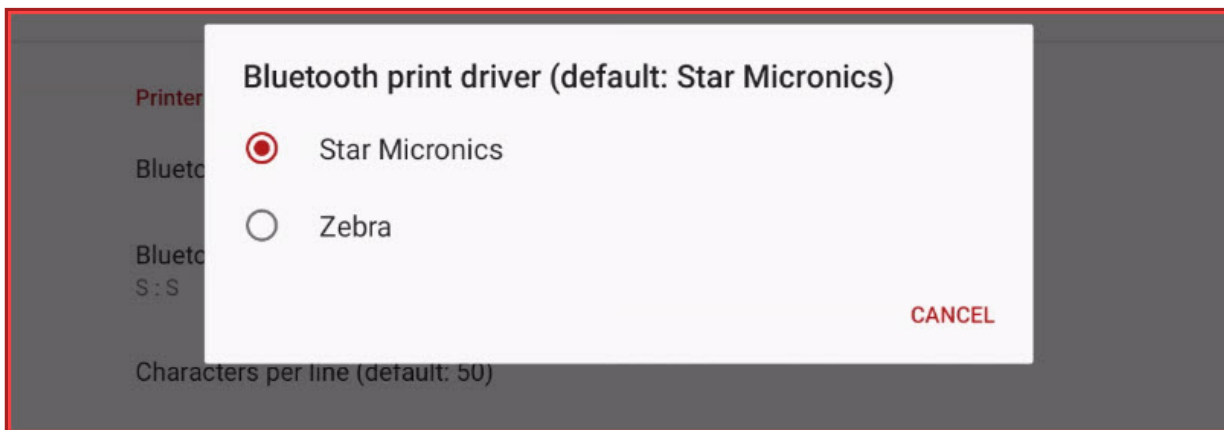 Bluetooth print driver (default: Star Micronics)
Printer
Star Micronics
Blueto
Zebra
Blueto
S : S
CANCEL
Characters per line (default: 50)